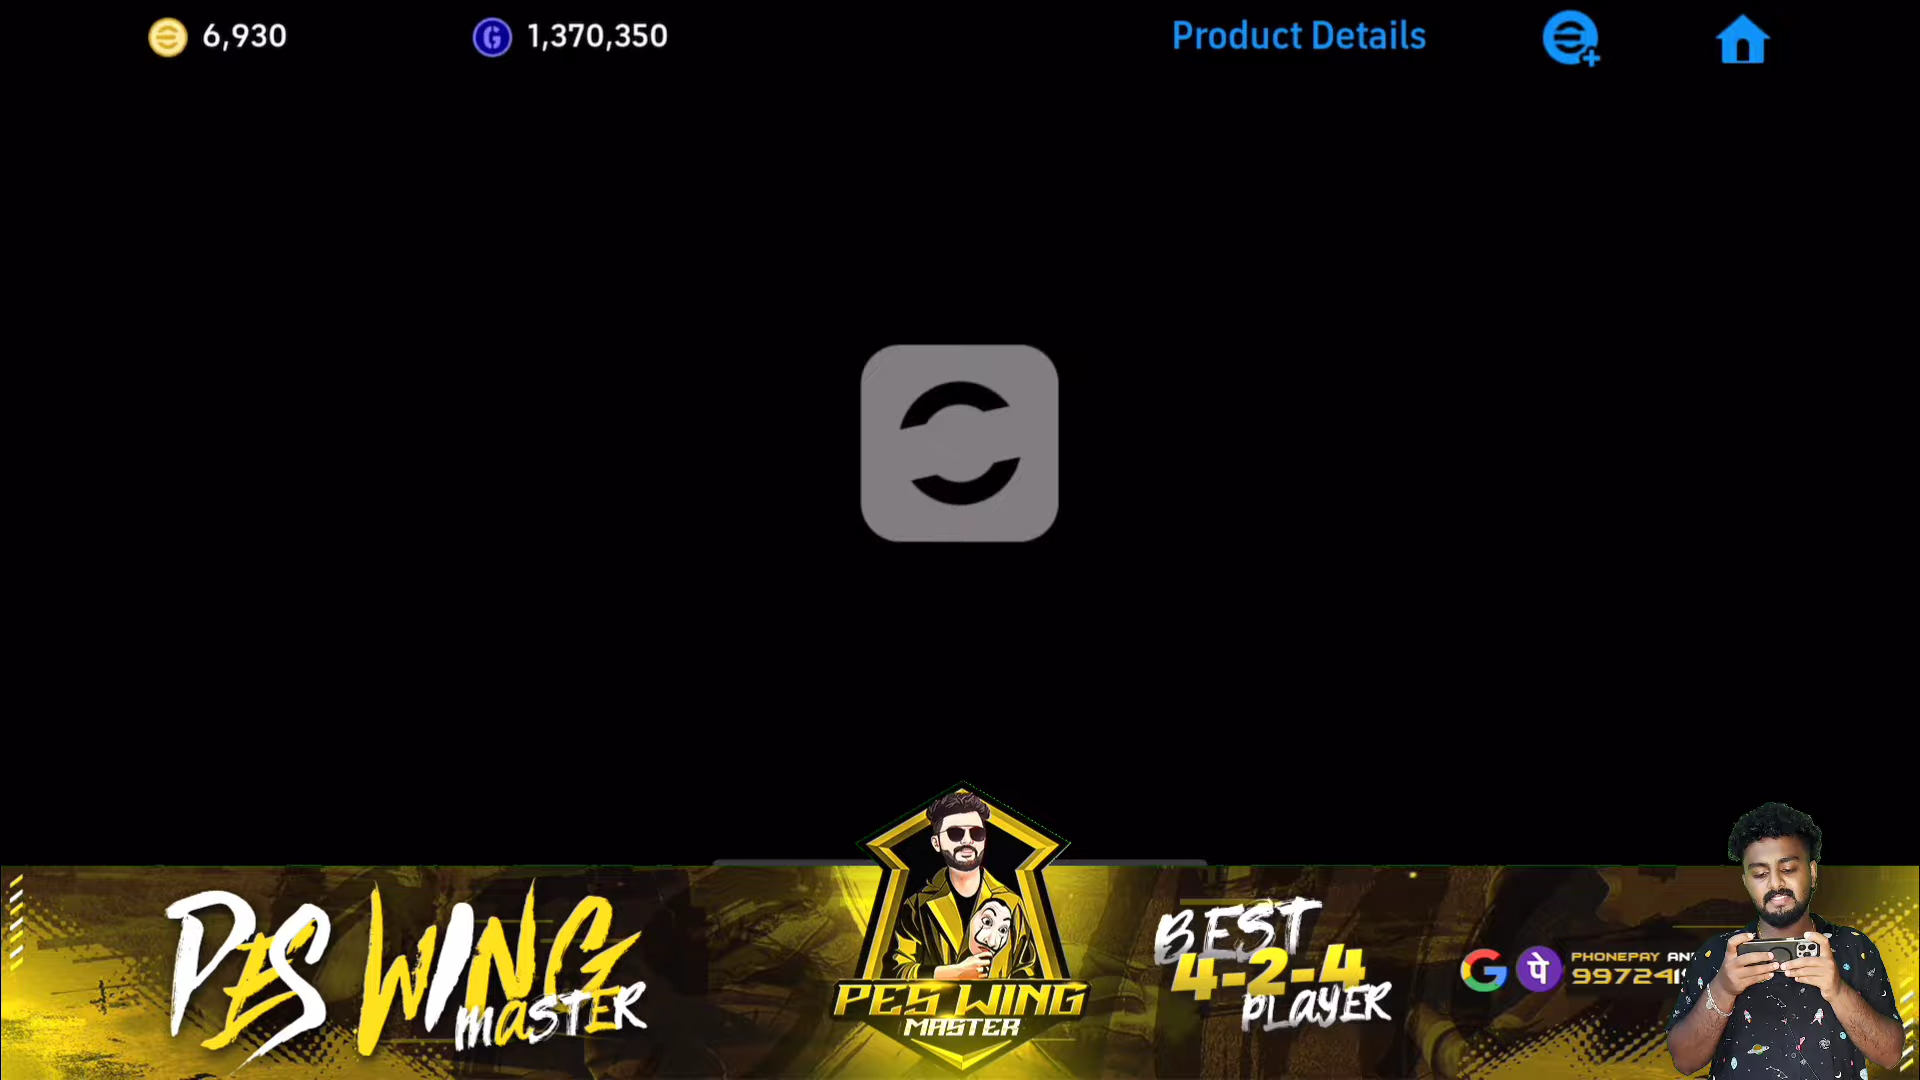 6,930
1,370,350
Product Details
PES WING
MASTER
PES WING
MASTER
BEST
4-2-4
PLAYER
G
पे
PHONEPAY